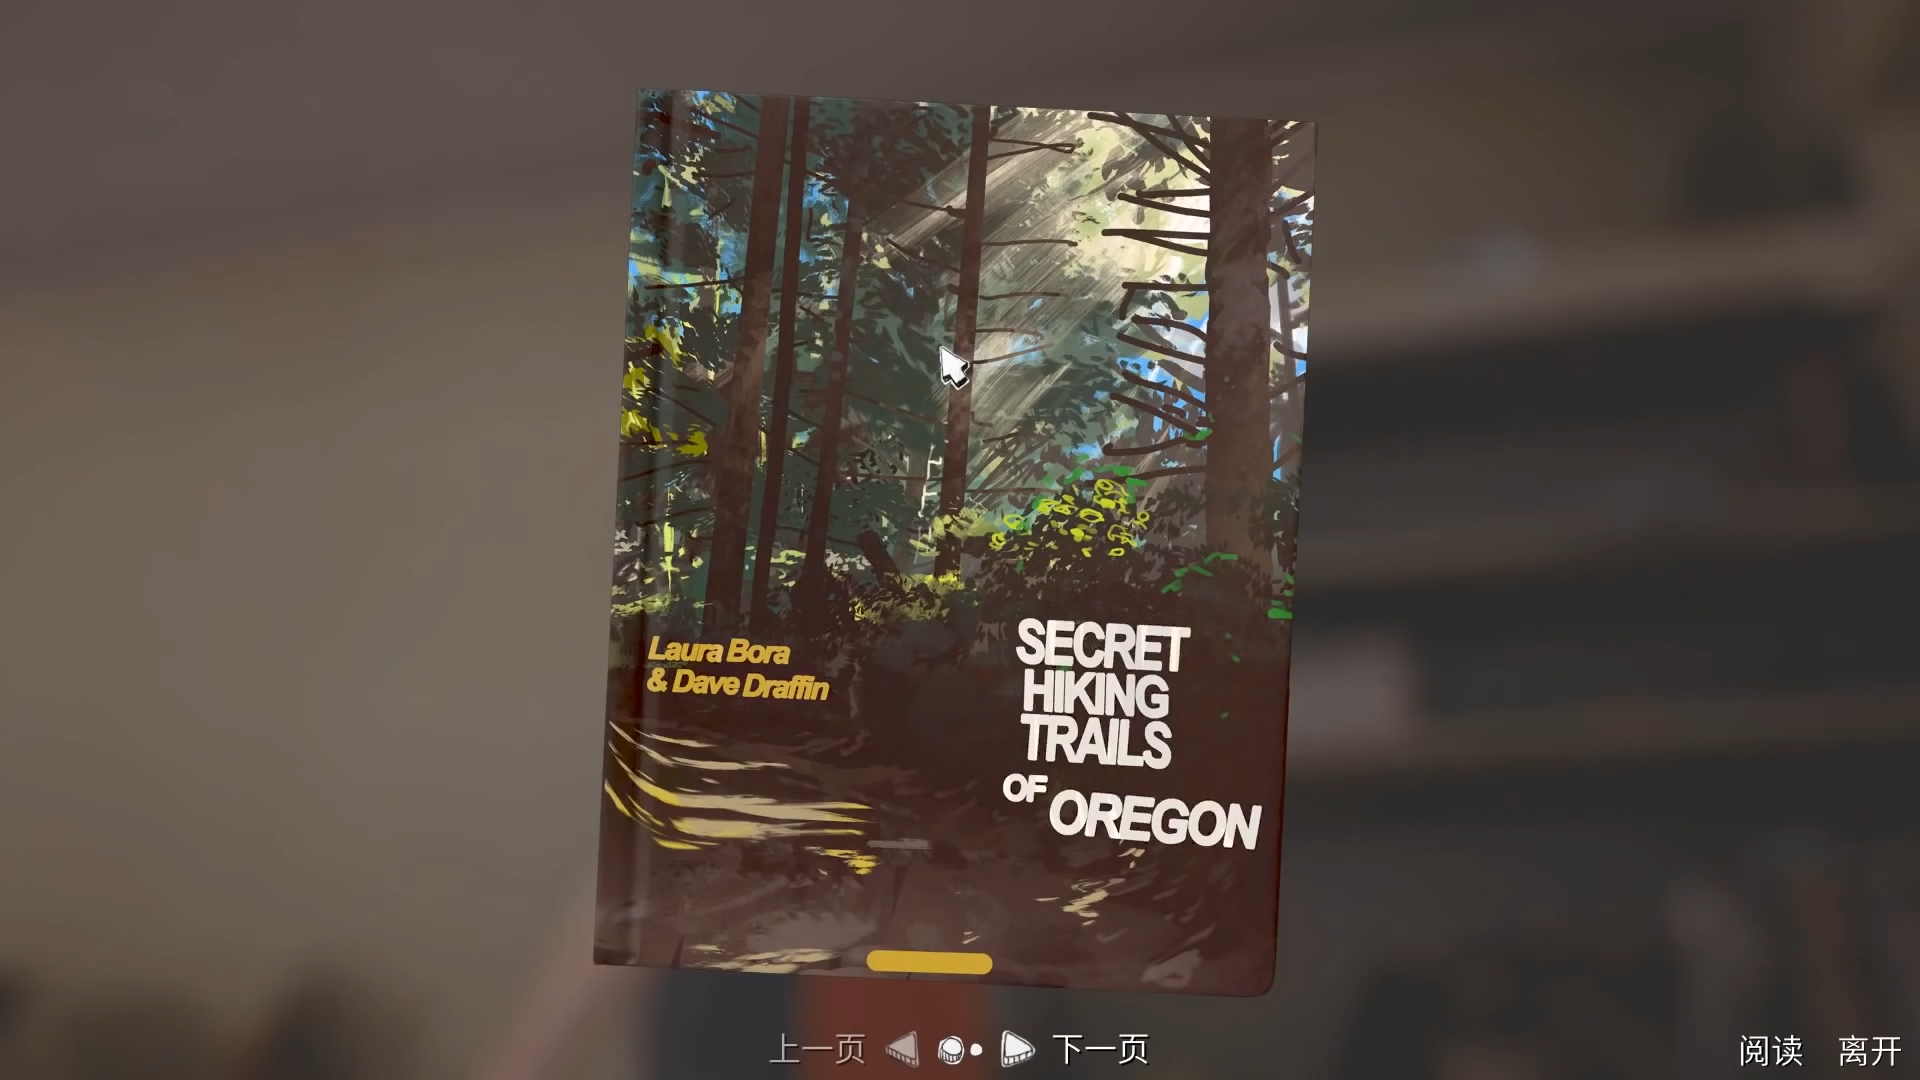 Laura Bora
& Dave Draffin
SECRET
HIKING
TRAILS
OF OREGON
上一页 下一页
阅读 离开